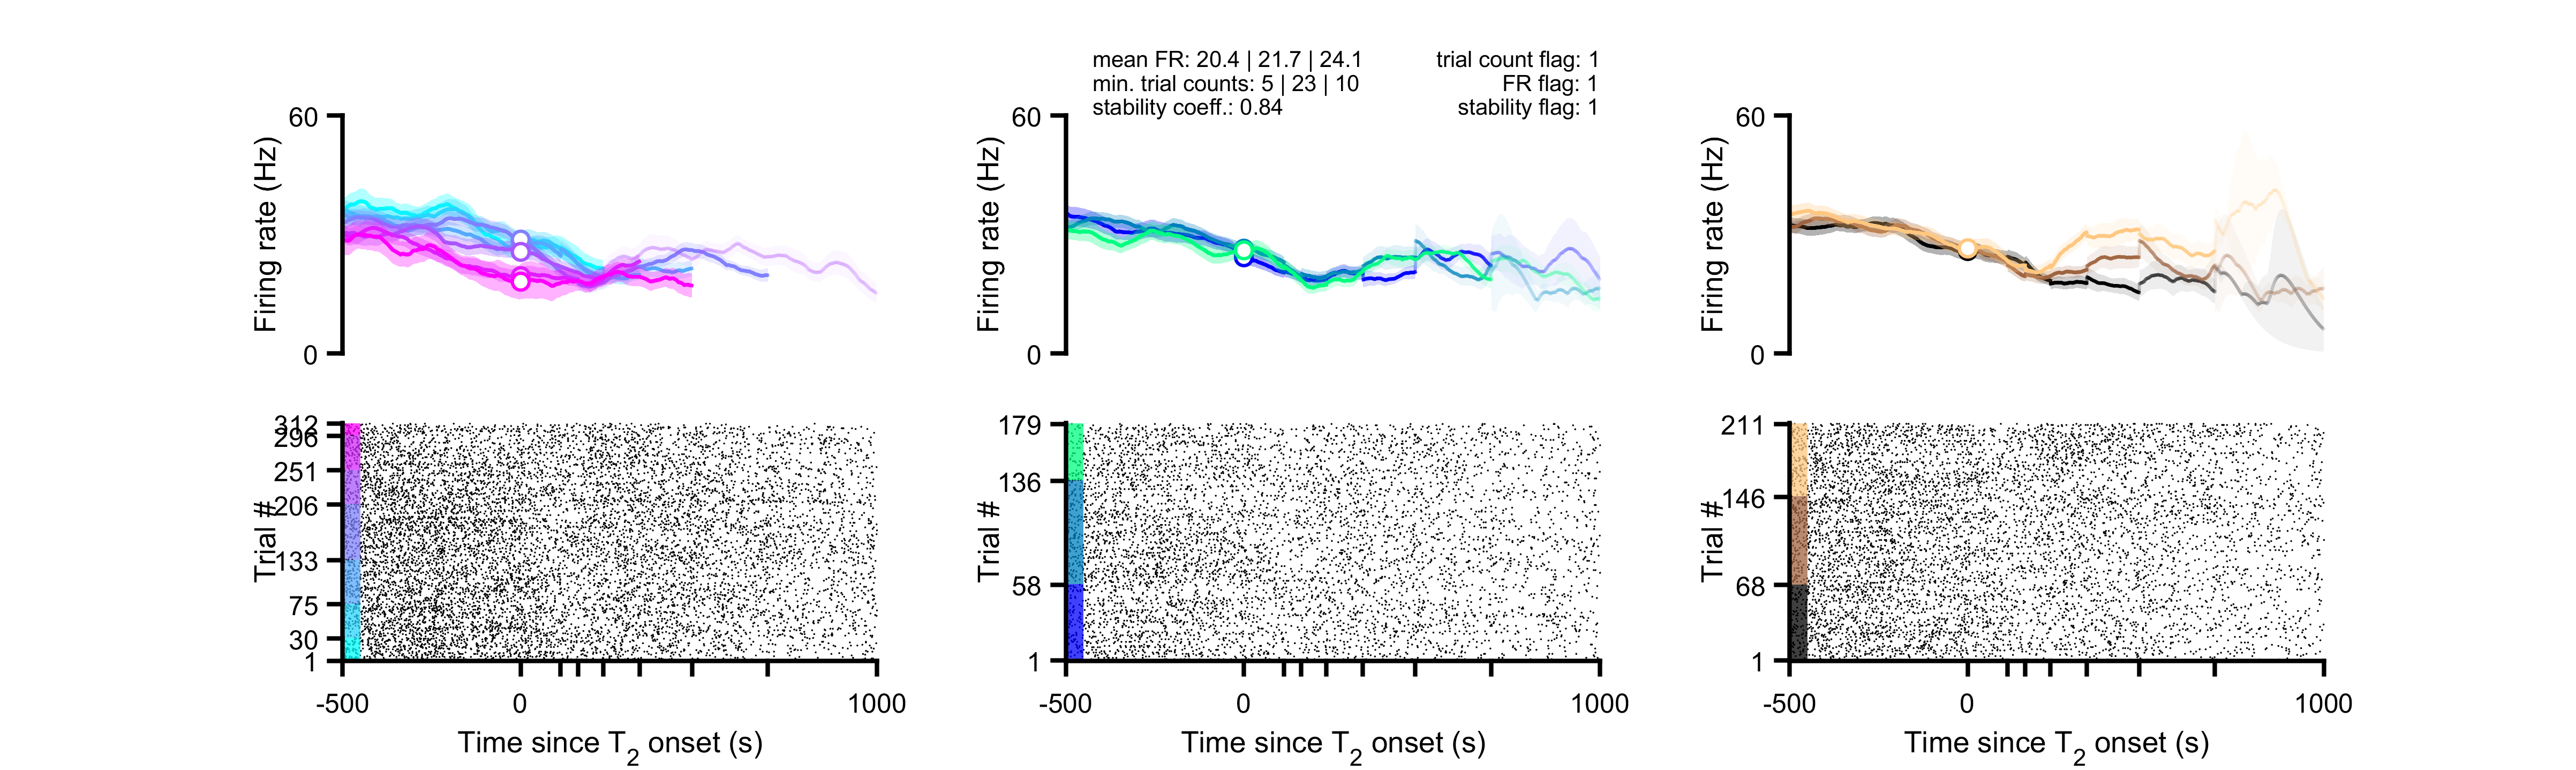 mean FR: 20.4 | 21.7 | 24.1
min. trial counts: 5 | 23 | 10
stability coeff.: 0.84
trial count flag: 1
FR flag: 1
stability flag: 1
60
Firing rate (Hz)
0
60
Firing rate (Hz)
0
60
Firing rate (Hz)
0
312
296
251
206
133
75
30
1
Trial #
-500
0
1000
Time since T2 onset (s)
179
136
58
1
Trial #
-500
0
1000
Time since T2 onset (s)
211
146
68
1
Trial #
-500
0
1000
Time since T2 onset (s)